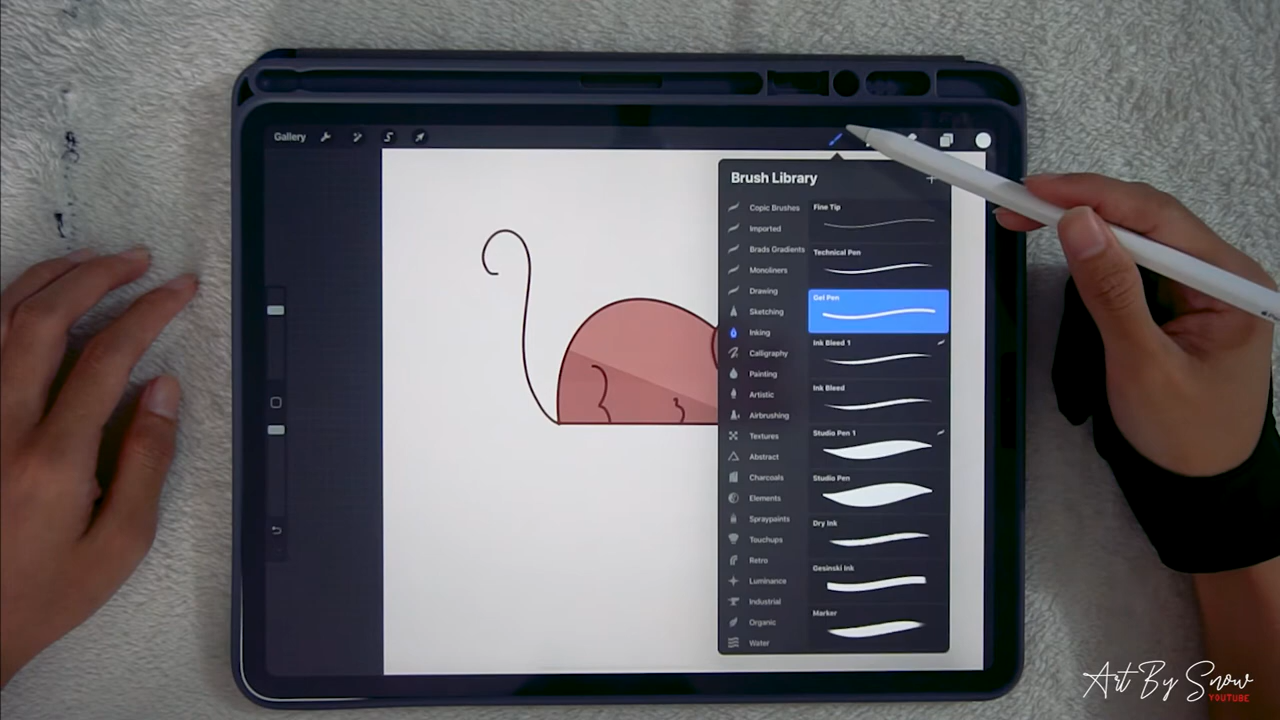 Gallery
Brush Library
Copic Brushes
Imported
Brads Gradients
Monoliners
Drawing
Sketching
Inking
Calligraphy
Painting
Artistic
Airbrushing
Textures
Abstract
Charcoals
Elements
Spraypaints
Touchups
Retro
Luminance
Industrial
Organic
Water
Fine Tip
Technical Pen
Gel Pen
Ink Bleed 1
Ink Bleed
Studio Pen 1
Studio Pen
Dry Ink
Gesinski Ink
Marker
Art By Snow
YOUTUBE